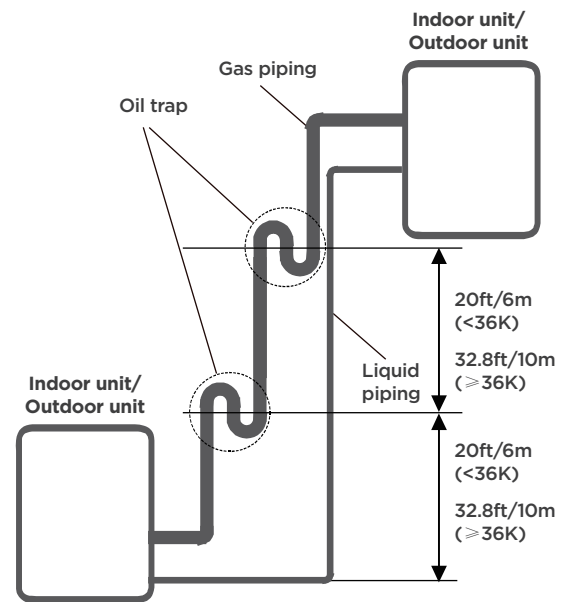 Indoor unit/
Outdoor unit
Gas piping
Oil trap
20ft/6m
(<36K)
32.8ft/10m
(⩾36K)
Liquid
piping
Indoor unit/
Outdoor unit
20ft/6m
(<36K)
32.8ft/10m
(⩾36K)